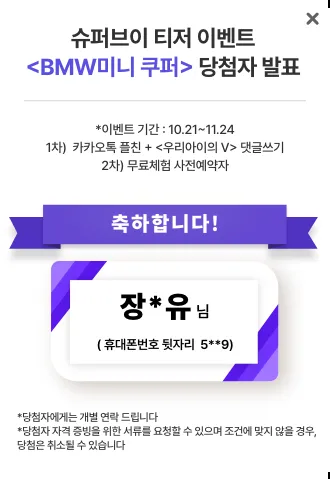 슈퍼브이 티저 이벤트
<BMW미니 쿠퍼> 당첨자 발표
*이벤트 기간 : 10.21~11.24
1차) 카카오톡 플친 + <우리아이의 V> 댓글쓰기
2차) 무료체험 사전예약자
축하합니다!
장*유 님
( 휴대폰번호 뒷자리 5**9)
*당첨자에게는 개별 연락 드립니다
*당첨자 자격 증빙을 위한 서류를 요청할 수 있으며 조건에 맞지 않을 경우,
당첨은 취소될 수 있습니다